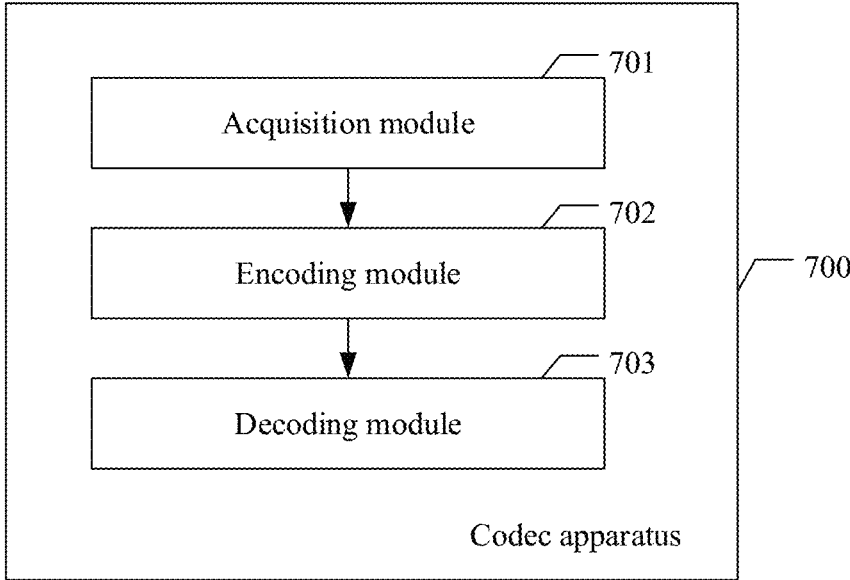 701
Acquisition module
702
Encoding module
700
703
Decoding module
Codec apparatus